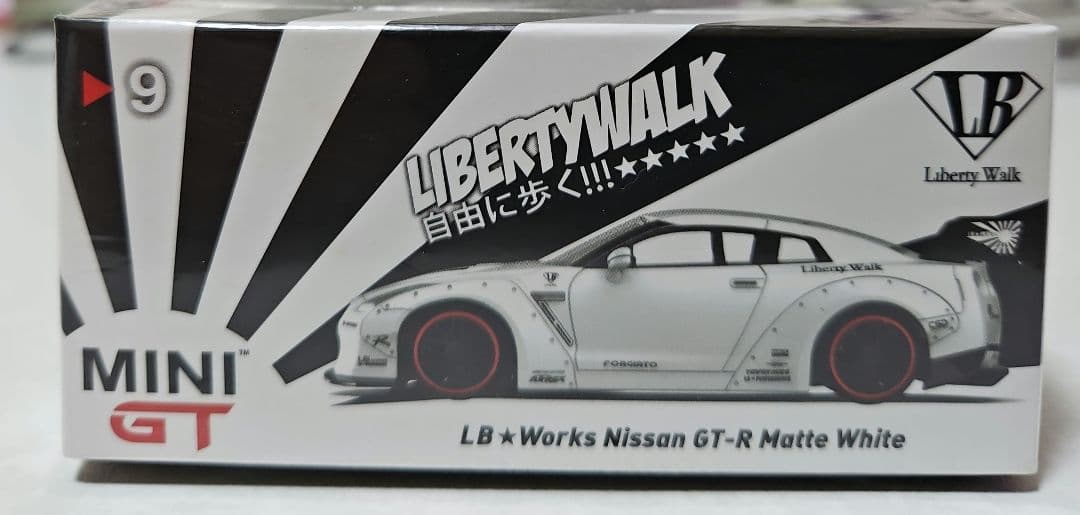 9
LIBERTYWALK
自由に歩く!!!★★★★★
LB
Liberty Walk
Liberty Walk
FORGIATO
MINI™
GT
LB★Works Nissan GT-R Matte White